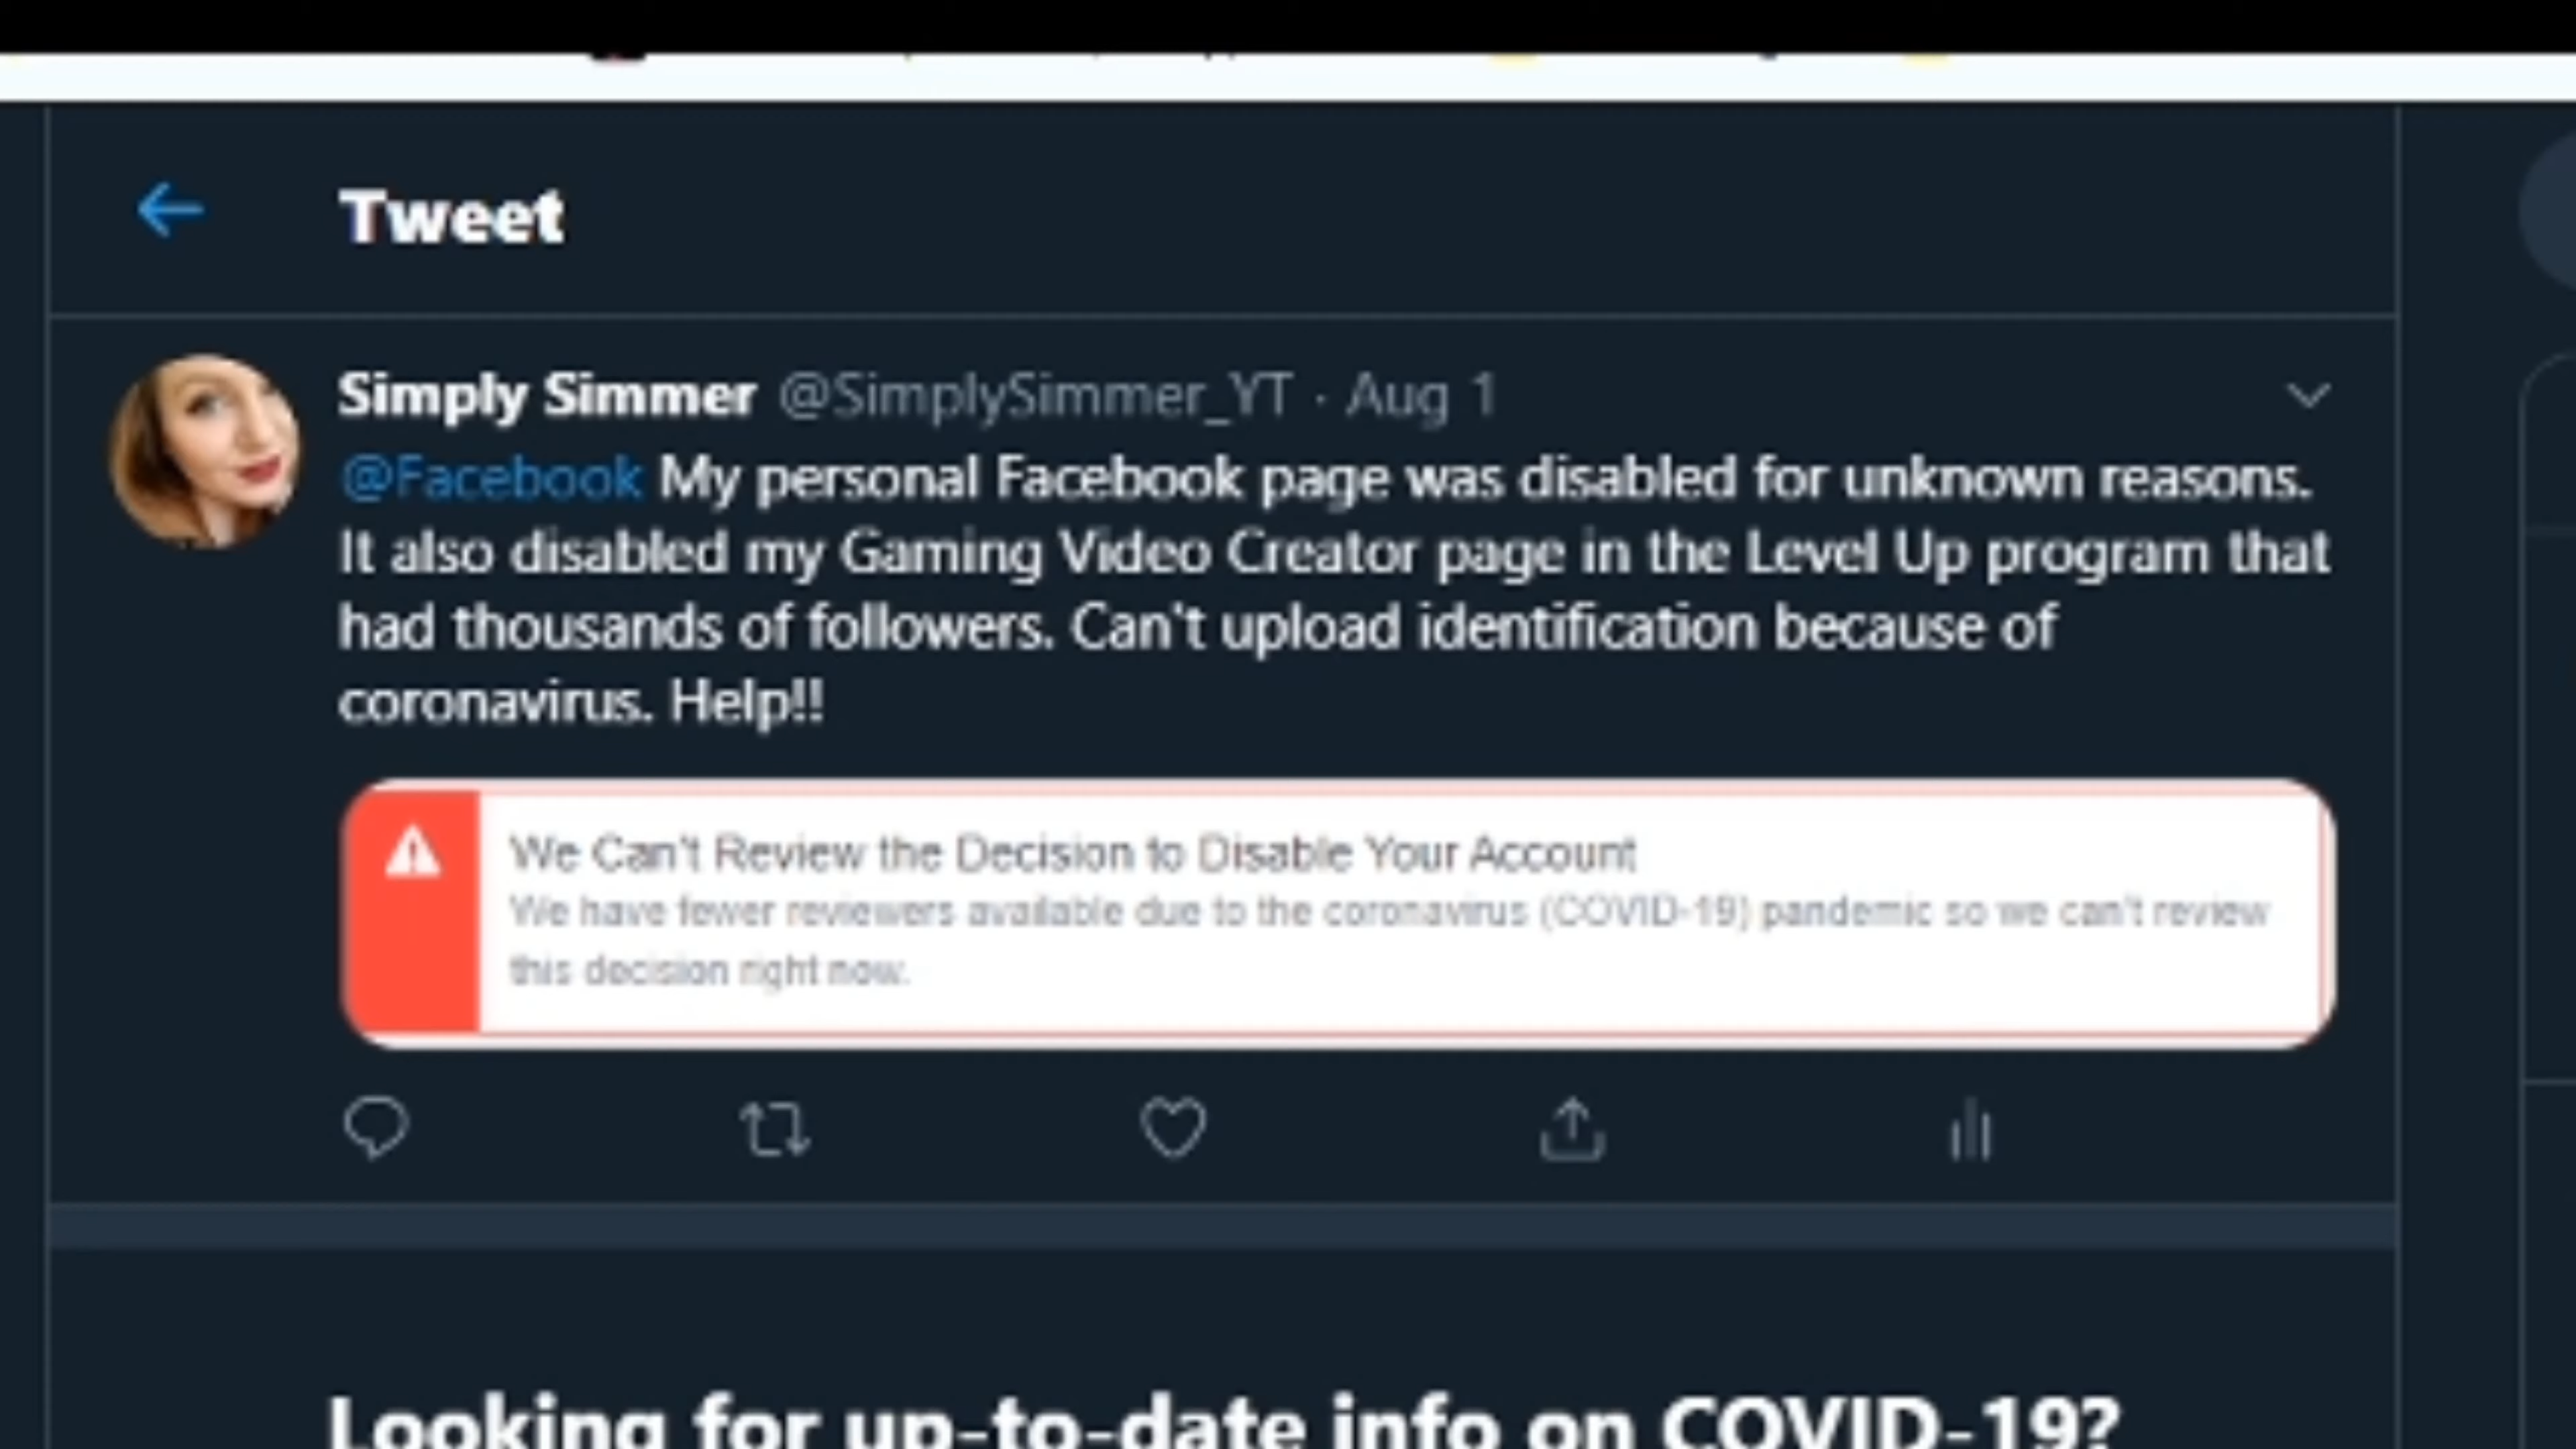 Tweet
Simply Simmer @SimplySimmer_YT · Aug 1
@Facebook My personal Facebook page was disabled for unknown reasons.
It also disabled my Gaming Video Creator page in the Level Up program that
had thousands of followers. Can't upload identification because of
coronavirus. Help!!
We Can't Review the Decision to Disable Your Account
We have fewer reviewers available due to the coronavirus (COVID-19) pandemic so we can't review
this decision right now.
Looking for up-to-date info on COVID-19?